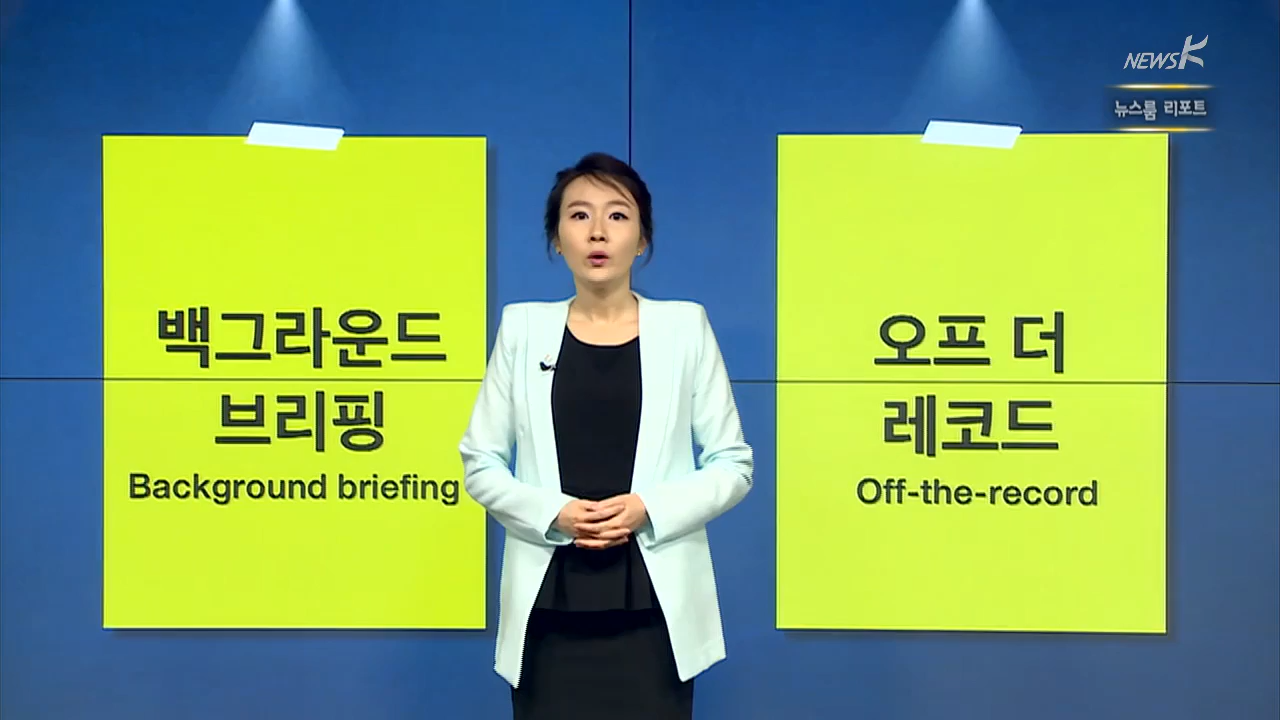 NEWS K
뉴스룸 리포트
백그라운드
브리핑
Background briefing
오프 더
레코드
Off-the-record